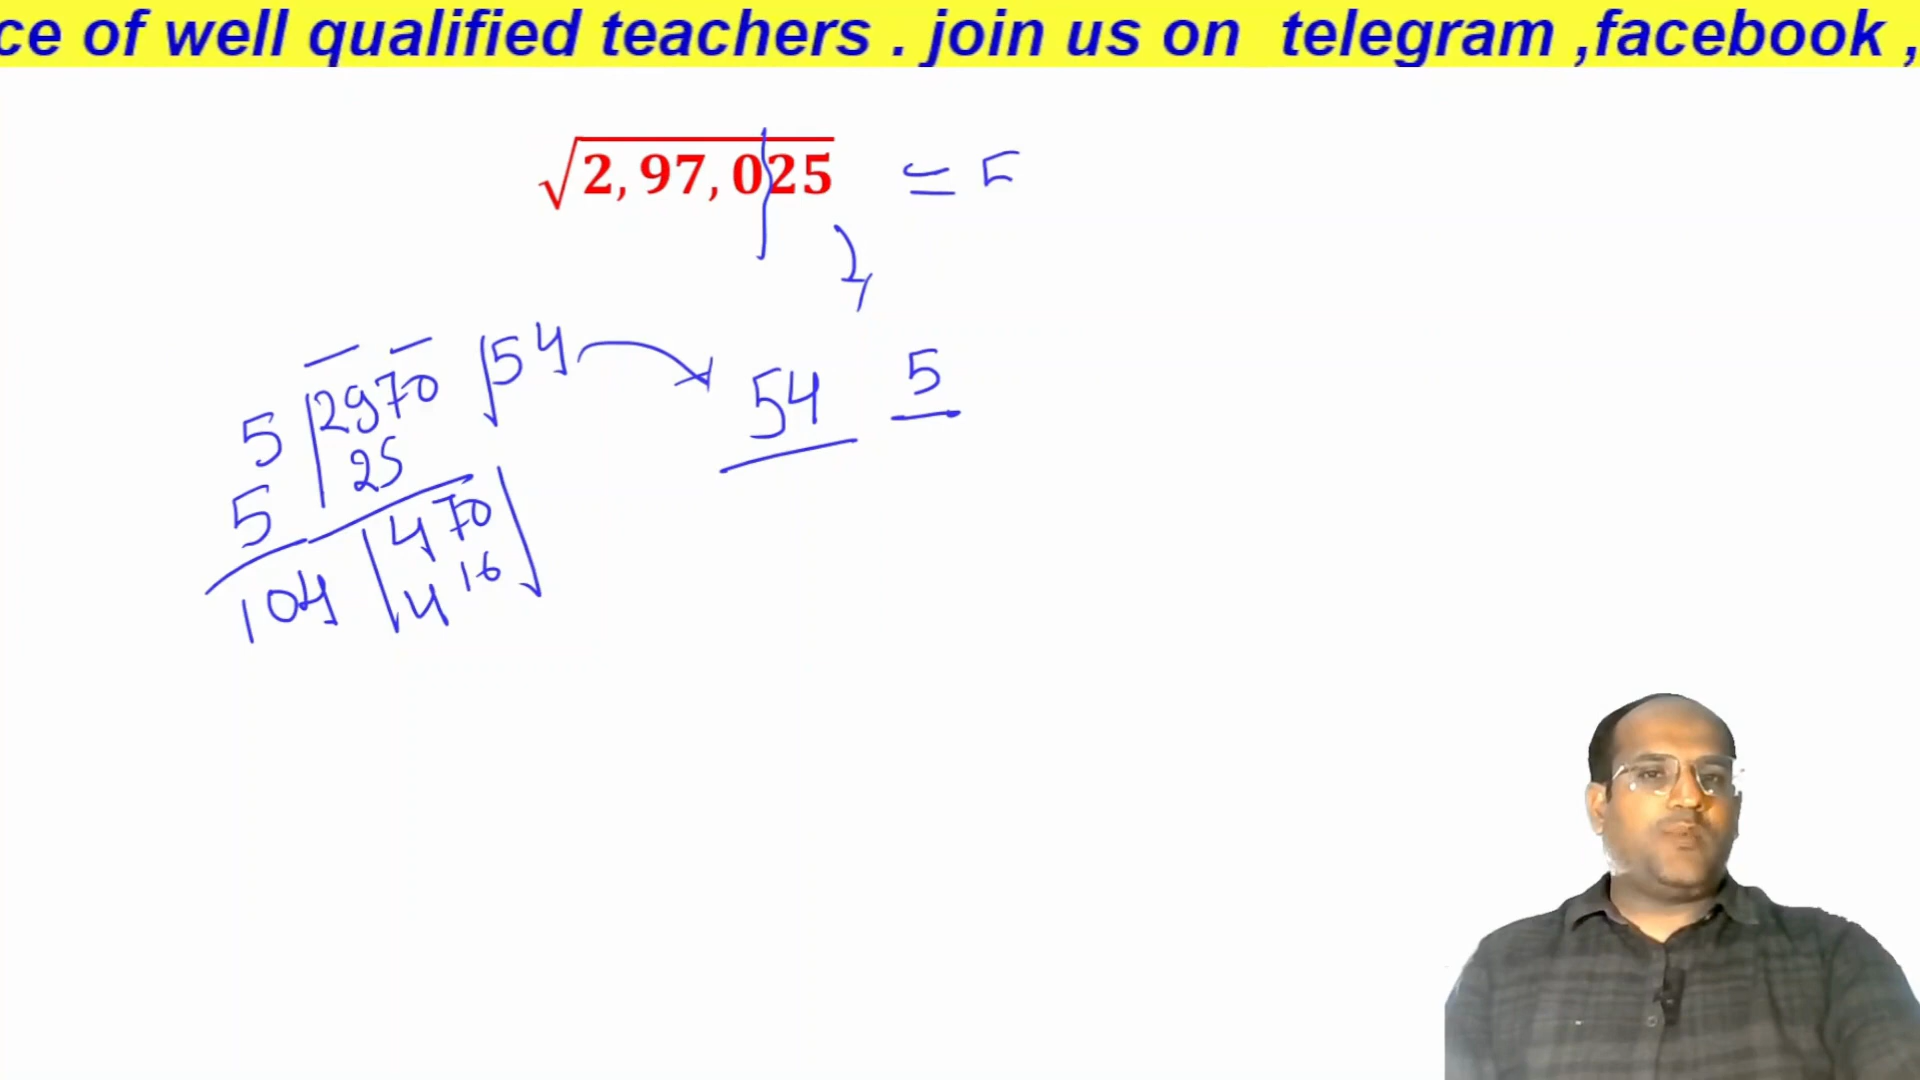 ce of well qualified teachers . join us on telegram ,facebook ,
√2,97,025 = 5
5 2970 54
25
5
470
104 416
54 5